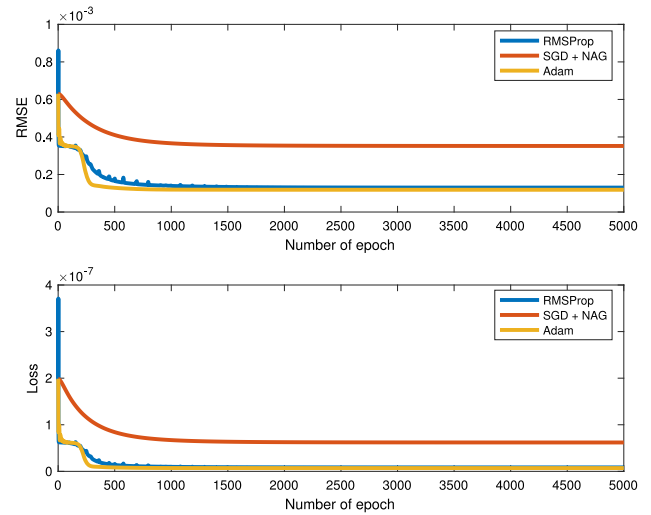 ×10⁻³
1
0.8
0.6
0.4
0.2
0
RMSE
RMSProp
SGD + NAG
Adam
0 500 1000 1500 2000 2500 3000 3500 4000 4500 5000
Number of epoch
×10⁻⁷
4
3
2
1
0
Loss
RMSProp
SGD + NAG
Adam
0 500 1000 1500 2000 2500 3000 3500 4000 4500 5000
Number of epoch